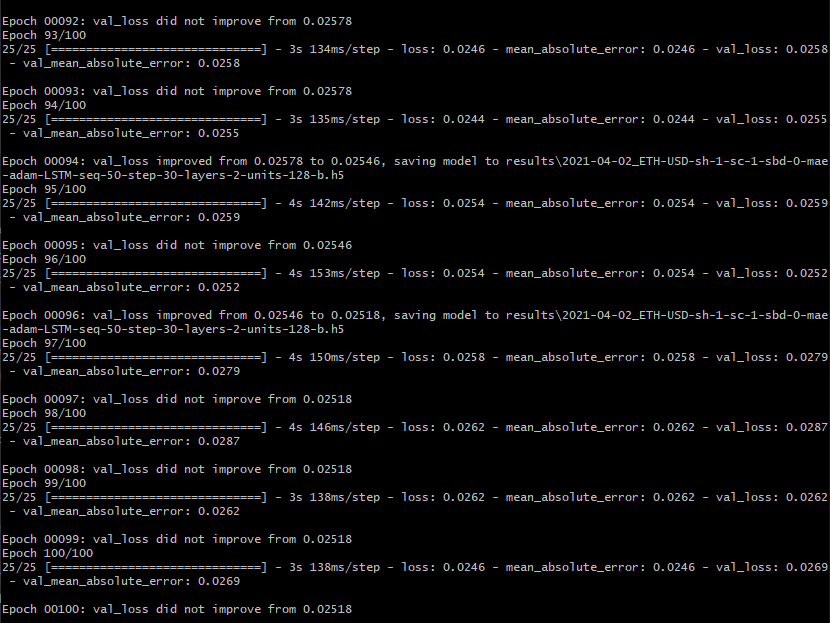 Epoch 00092: val_loss did not improve from 0.02578
Epoch 93/100
25/25 [==============================] - 3s 134ms/step - loss: 0.0246 - mean_absolute_error: 0.0246 - val_loss: 0.0258
 - val_mean_absolute_error: 0.0258

Epoch 00093: val_loss did not improve from 0.02578
Epoch 94/100
25/25 [==============================] - 3s 135ms/step - loss: 0.0244 - mean_absolute_error: 0.0244 - val_loss: 0.0255
 - val_mean_absolute_error: 0.0255

Epoch 00094: val_loss improved from 0.02578 to 0.02546, saving model to results\2021-04-02_ETH-USD-sh-1-sc-1-sbd-0-mae
-adam-LSTM-seq-50-step-30-layers-2-units-128-b.h5
Epoch 95/100
25/25 [==============================] - 4s 142ms/step - loss: 0.0254 - mean_absolute_error: 0.0254 - val_loss: 0.0259
 - val_mean_absolute_error: 0.0259

Epoch 00095: val_loss did not improve from 0.02546
Epoch 96/100
25/25 [==============================] - 4s 153ms/step - loss: 0.0254 - mean_absolute_error: 0.0254 - val_loss: 0.0252
 - val_mean_absolute_error: 0.0252

Epoch 00096: val_loss improved from 0.02546 to 0.02518, saving model to results\2021-04-02_ETH-USD-sh-1-sc-1-sbd-0-mae
-adam-LSTM-seq-50-step-30-layers-2-units-128-b.h5
Epoch 97/100
25/25 [==============================] - 4s 150ms/step - loss: 0.0258 - mean_absolute_error: 0.0258 - val_loss: 0.0279
 - val_mean_absolute_error: 0.0279

Epoch 00097: val_loss did not improve from 0.02518
Epoch 98/100
25/25 [==============================] - 4s 146ms/step - loss: 0.0262 - mean_absolute_error: 0.0262 - val_loss: 0.0287
 - val_mean_absolute_error: 0.0287

Epoch 00098: val_loss did not improve from 0.02518
Epoch 99/100
25/25 [==============================] - 3s 138ms/step - loss: 0.0262 - mean_absolute_error: 0.0262 - val_loss: 0.0262
 - val_mean_absolute_error: 0.0262

Epoch 00099: val_loss did not improve from 0.02518
Epoch 100/100
25/25 [==============================] - 3s 138ms/step - loss: 0.0246 - mean_absolute_error: 0.0246 - val_loss: 0.0269
 - val_mean_absolute_error: 0.0269

Epoch 00100: val_loss did not improve from 0.02518